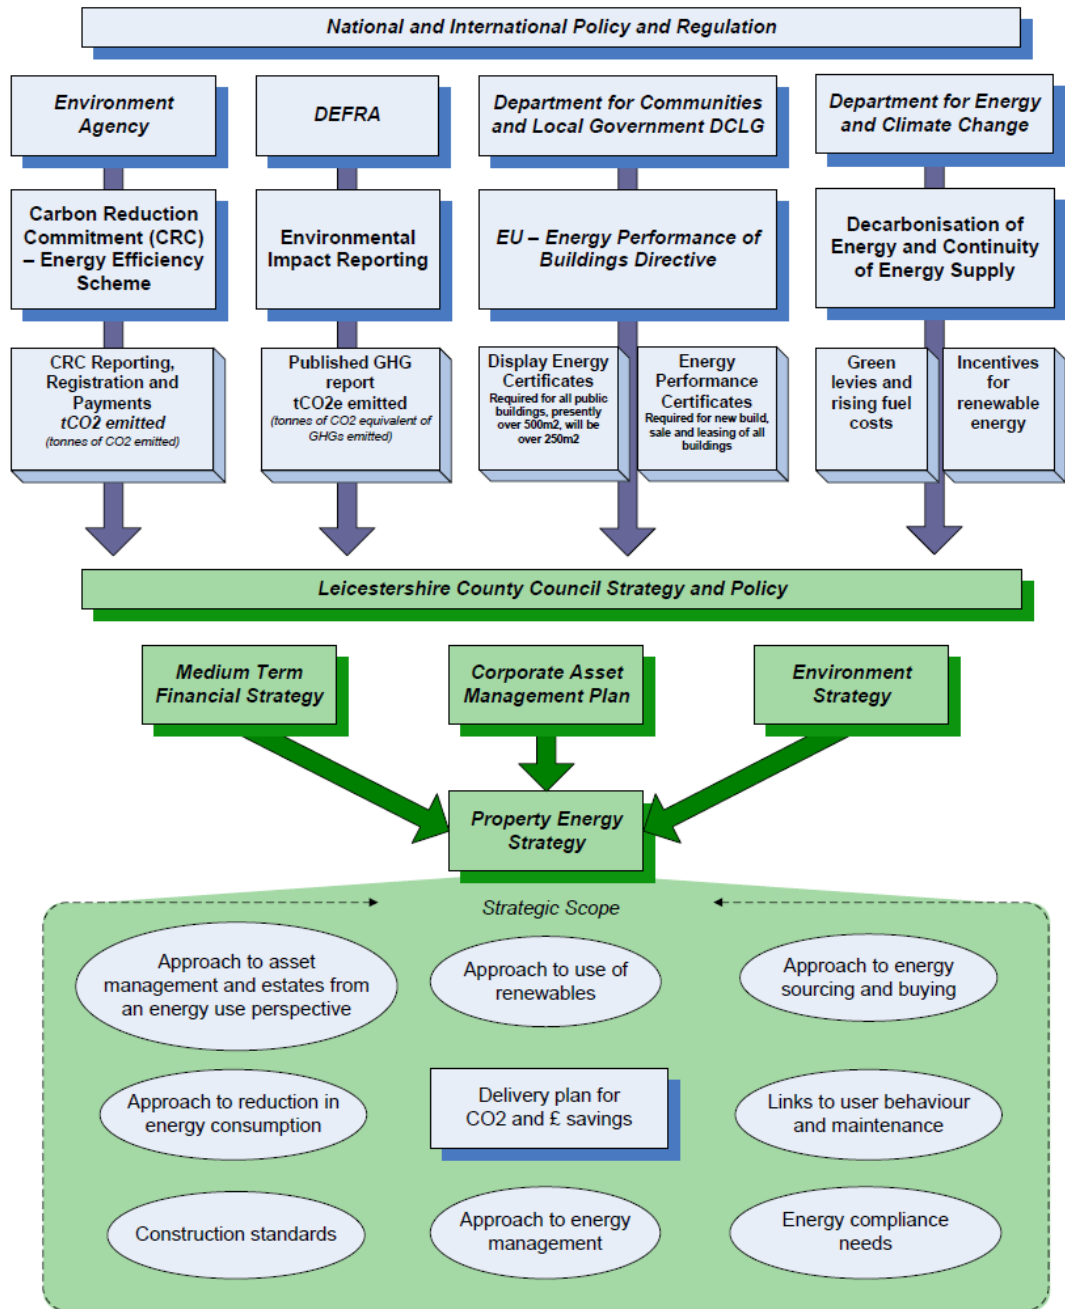 National and International Policy and Regulation
Environment
Agency
DEFRA
Department for Communities
and Local Government DCLG
Department for Energy
and Climate Change
Carbon Reduction
Commitment (CRC)
– Energy Efficiency
Scheme
Environmental
Impact Reporting
EU – Energy Performance of
Buildings Directive
Decarbonisation of
Energy and Continuity
of Energy Supply
CRC Reporting,
Registration and
Payments
tCO2 emitted
(tonnes of CO2 emitted)
Published GHG
report
tCO2e emitted
(tonnes of CO2 equivalent of
GHGs emitted)
Display Energy
Certificates
Required for all public
buildings, presently
over 500m2, will be
over 250m2
Energy
Performance
Certificates
Required for new build,
sale and leasing of all
buildings
Green
levies and
rising fuel
costs
Incentives
for
renewable
energy
Leicestershire County Council Strategy and Policy
Medium Term
Financial Strategy
Corporate Asset
Management Plan
Environment
Strategy
Property Energy
Strategy
Strategic Scope
Approach to asset
management and estates from
an energy use perspective
Approach to use of
renewables
Approach to energy
sourcing and buying
Approach to reduction in
energy consumption
Delivery plan for
CO2 and £ savings
Links to user behaviour
and maintenance
Construction standards
Approach to energy
management
Energy compliance
needs